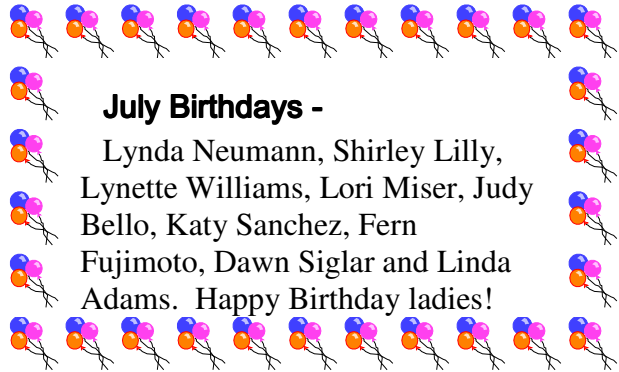 July Birthdays -
Lynda Neumann, Shirley Lilly,
Lynette Williams, Lori Miser, Judy
Bello, Katy Sanchez, Fern
Fujimoto, Dawn Siglar and Linda
Adams.  Happy Birthday ladies!